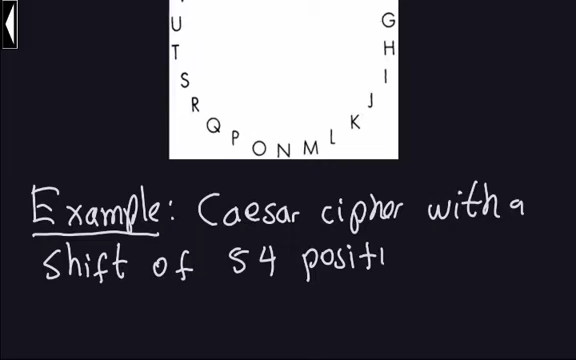 U G
T H
S I
R J
Q K
P O N M L
Example: Caesar cipher with a
shift of 54 positi